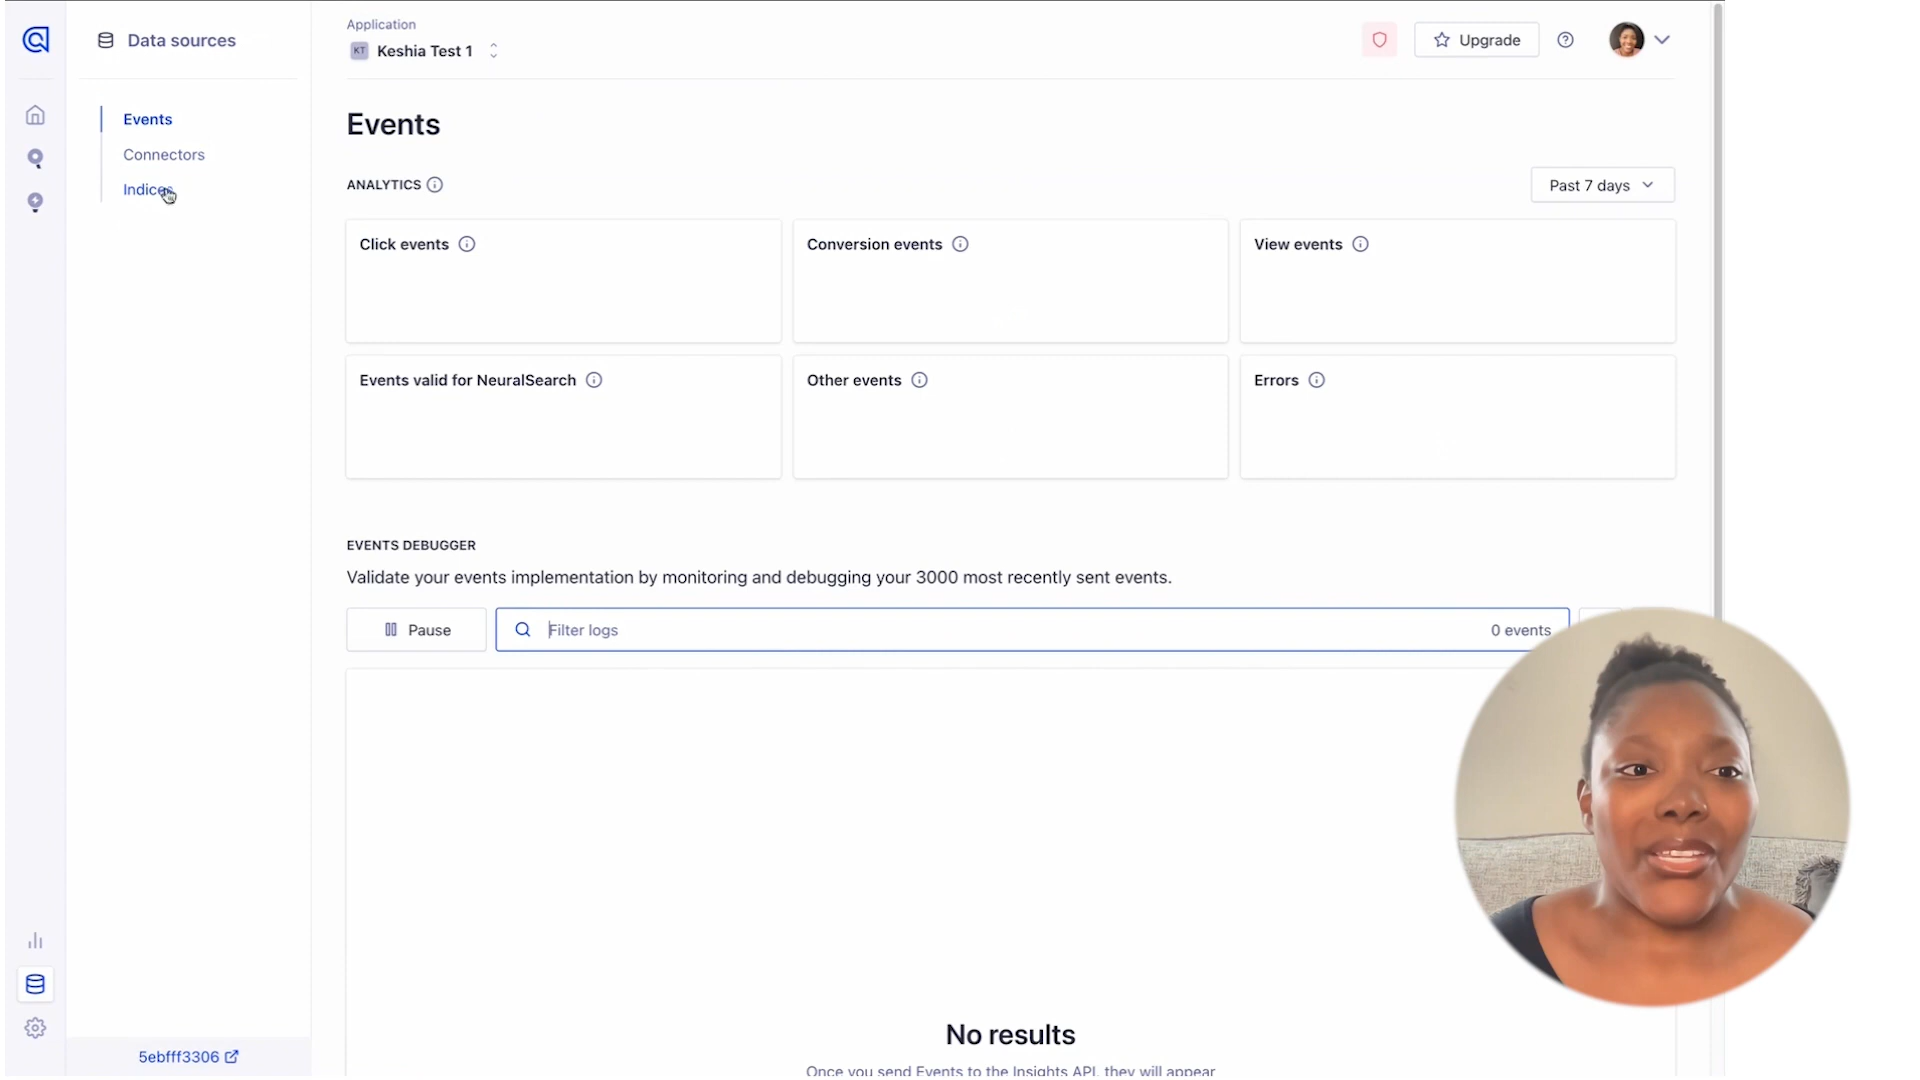 Data sources
Events
Connectors
Indices
5ebfff3306
Application
KT Keshia Test 1
Upgrade
Events
ANALYTICS
Past 7 days
Click events
Conversion events
View events
Events valid for NeuralSearch
Other events
Errors
EVENTS DEBUGGER
Validate your events implementation by monitoring and debugging your 3000 most recently sent events.
Pause
Filter logs
0 events
No results
Once you send Events to the Insights API, they will appear